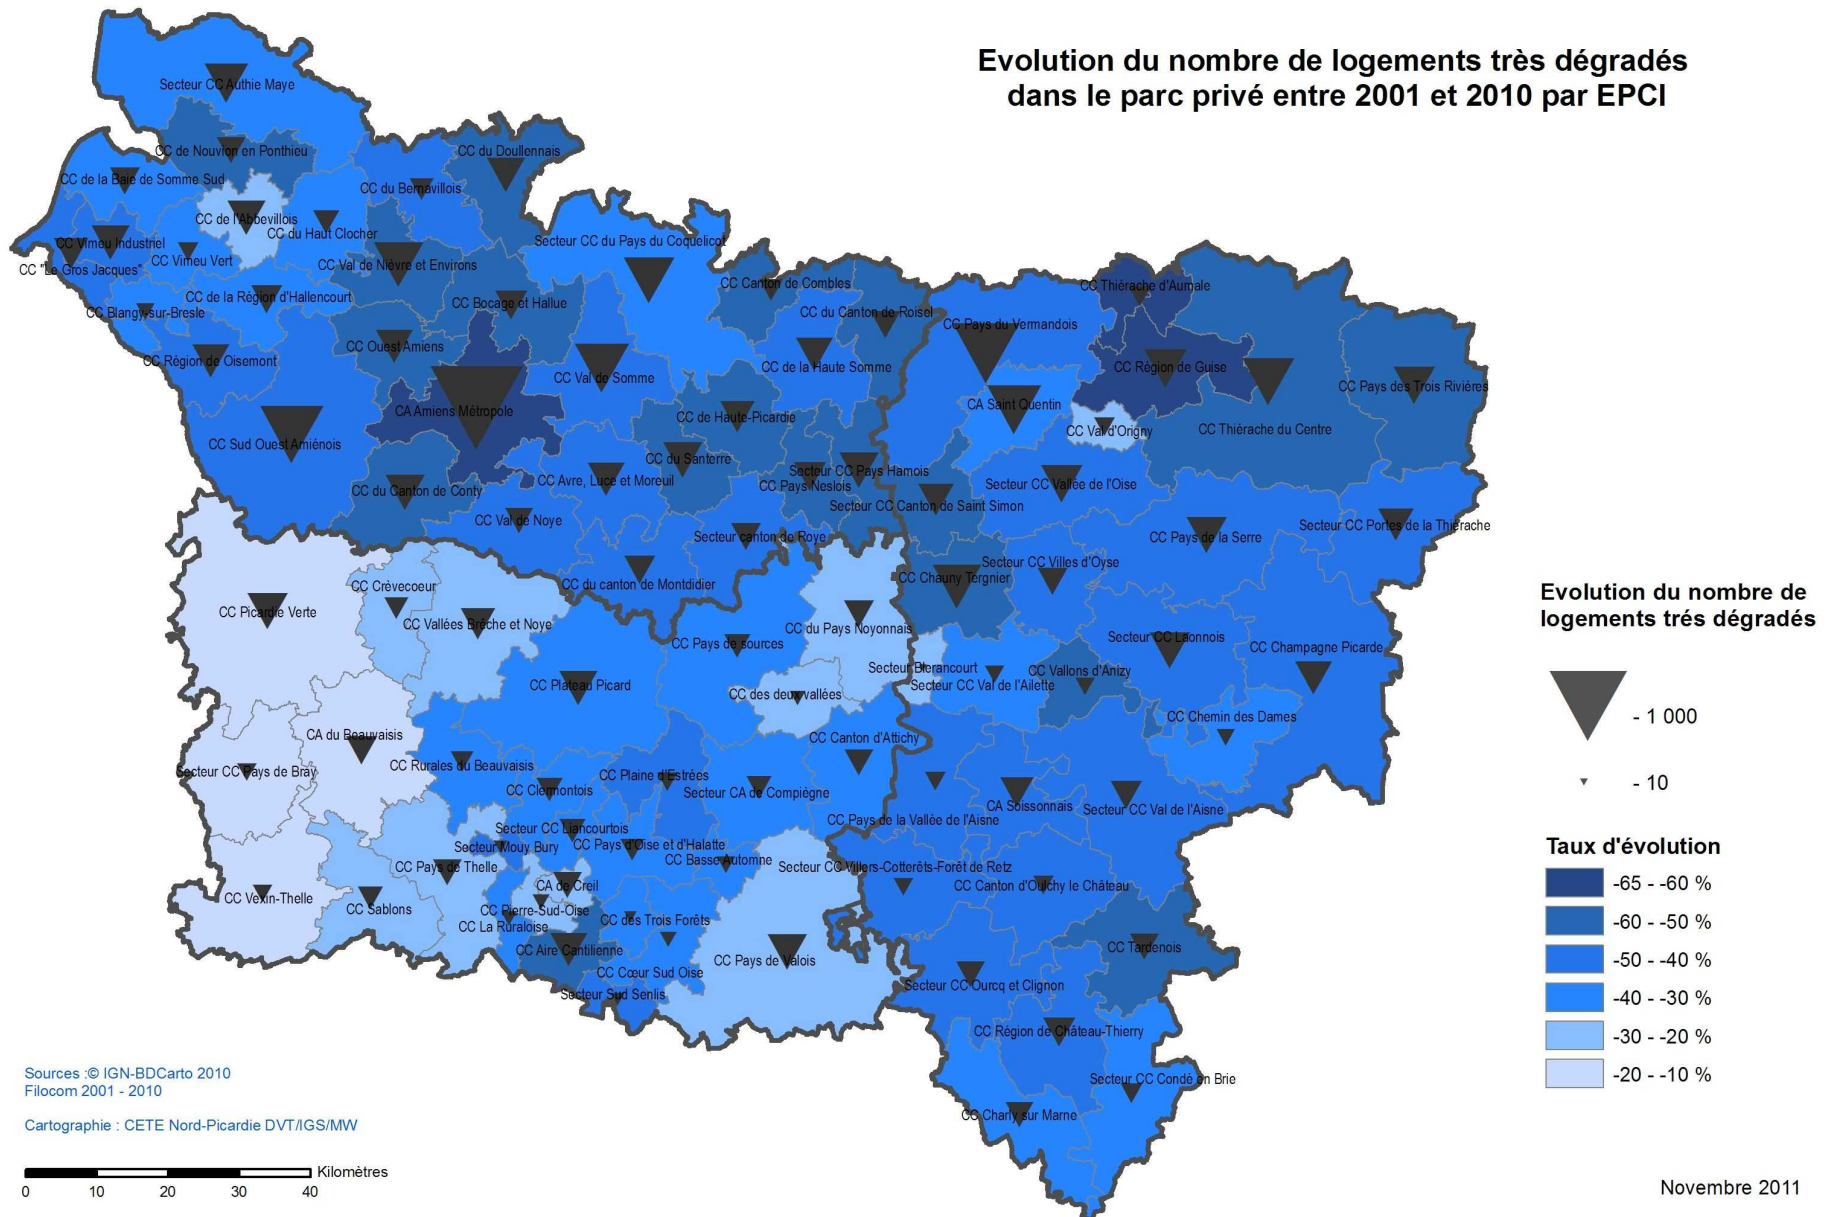 Evolution du nombre de logements très dégradés
dans le parc privé entre 2001 et 2010 par EPCI
Secteur CC Authie Maye
CC de Nouvion en Ponthieu
CC du Doullennais
CC de la Baie de Somme Sud
CC du Bernavillois
CC de l'Abbevillois
CC du Haut Clocher
CC Vimeu Industriel
CC Vimeu Vert
CC "Le Gros Jacques"
CC Val de Nièvre et Environs
Secteur CC du Pays du Coquelicot
CC de la Région d'Hallencourt
CC Blangy-sur-Bresle
CC Bocage et Hallue
CC Canton de Combles
CC du Canton de Roisel
CC Thiérache d'Aumale
CC Pays du Vermandois
CC Ouest Amiens
CC Région de Oisemont
CC Val de Somme
CC de la Haute Somme
CC Région de Guise
CC Pays des Trois Rivières
CA Amiens Métropole
CC de Haute-Picardie
CA Saint Quentin
CC Val d'Origny
CC Thiérache du Centre
CC Sud Ouest Amiénois
CC du Santerre
CC Avre, Luce et Moreuil
Secteur CC Pays Hamois
CC Pays Neslois
Secteur CC Vallée de l'Oise
CC du Canton de Conty
Secteur CC Canton de Saint Simon
CC Val de Noye
Secteur canton de Roye
CC Pays de la Serre
Secteur CC Portes de la Thiérache
CC du canton de Montdidier
CC Chauny Tergnier
Secteur CC Villes d'Oyse
CC Crèvecoeur
CC Picardie Verte
CC Vallées Brêche et Noye
CC Pays de sources
CC du Pays Noyonnais
Secteur CC Laonnois
CC Champagne Picarde
Secteur Blérancourt
Secteur CC Val de l'Ailette
CC Vallons d'Anizy
CC Plateau Picard
CC des deux vallées
CC Chemin des Dames
CA du Beauvaisis
CC Canton d'Attichy
Secteur CC Pays de Bray
CC Rurales du Beauvaisis
CC Clermontois
CC Plaine d'Estrées
Secteur CA de Compiègne
CA Soissonnais
Secteur CC Val de l'Aisne
CC Pays de la Vallée de l'Aisne
Secteur CC Liancourtois
Secteur Mouy Bury
CC Pays d'Oise et d'Halatte
CC Basse Automne
CC Pays de Thelle
Secteur CC Villers-Cotterêts-Forêt de Retz
CC Canton d'Oulchy le Château
CA de Creil
CC Vexin-Thelle
CC Sablons
CC Pierre-Sud-Oise
CC La Ruraloise
CC des Trois Forêts
CC Aire Cantilienne
CC Pays de Valois
CC Tardenois
CC Cœur Sud Oise
Secteur Sud Senlis
Secteur CC Ourcq et Clignon
CC Région de Château-Thierry
Secteur CC Condé en Brie
CC Charly sur Marne
Evolution du nombre de
logements trés dégradés
- 1 000
- 10
Taux d'évolution
-65 - -60 %
-60 - -50 %
-50 - -40 %
-40 - -30 %
-30 - -20 %
-20 - -10 %
Sources :© IGN-BDCarto 2010
Filocom 2001 - 2010
Cartographie : CETE Nord-Picardie DVT/IGS/MW
Kilomètres
0 10 20 30 40
Novembre 2011